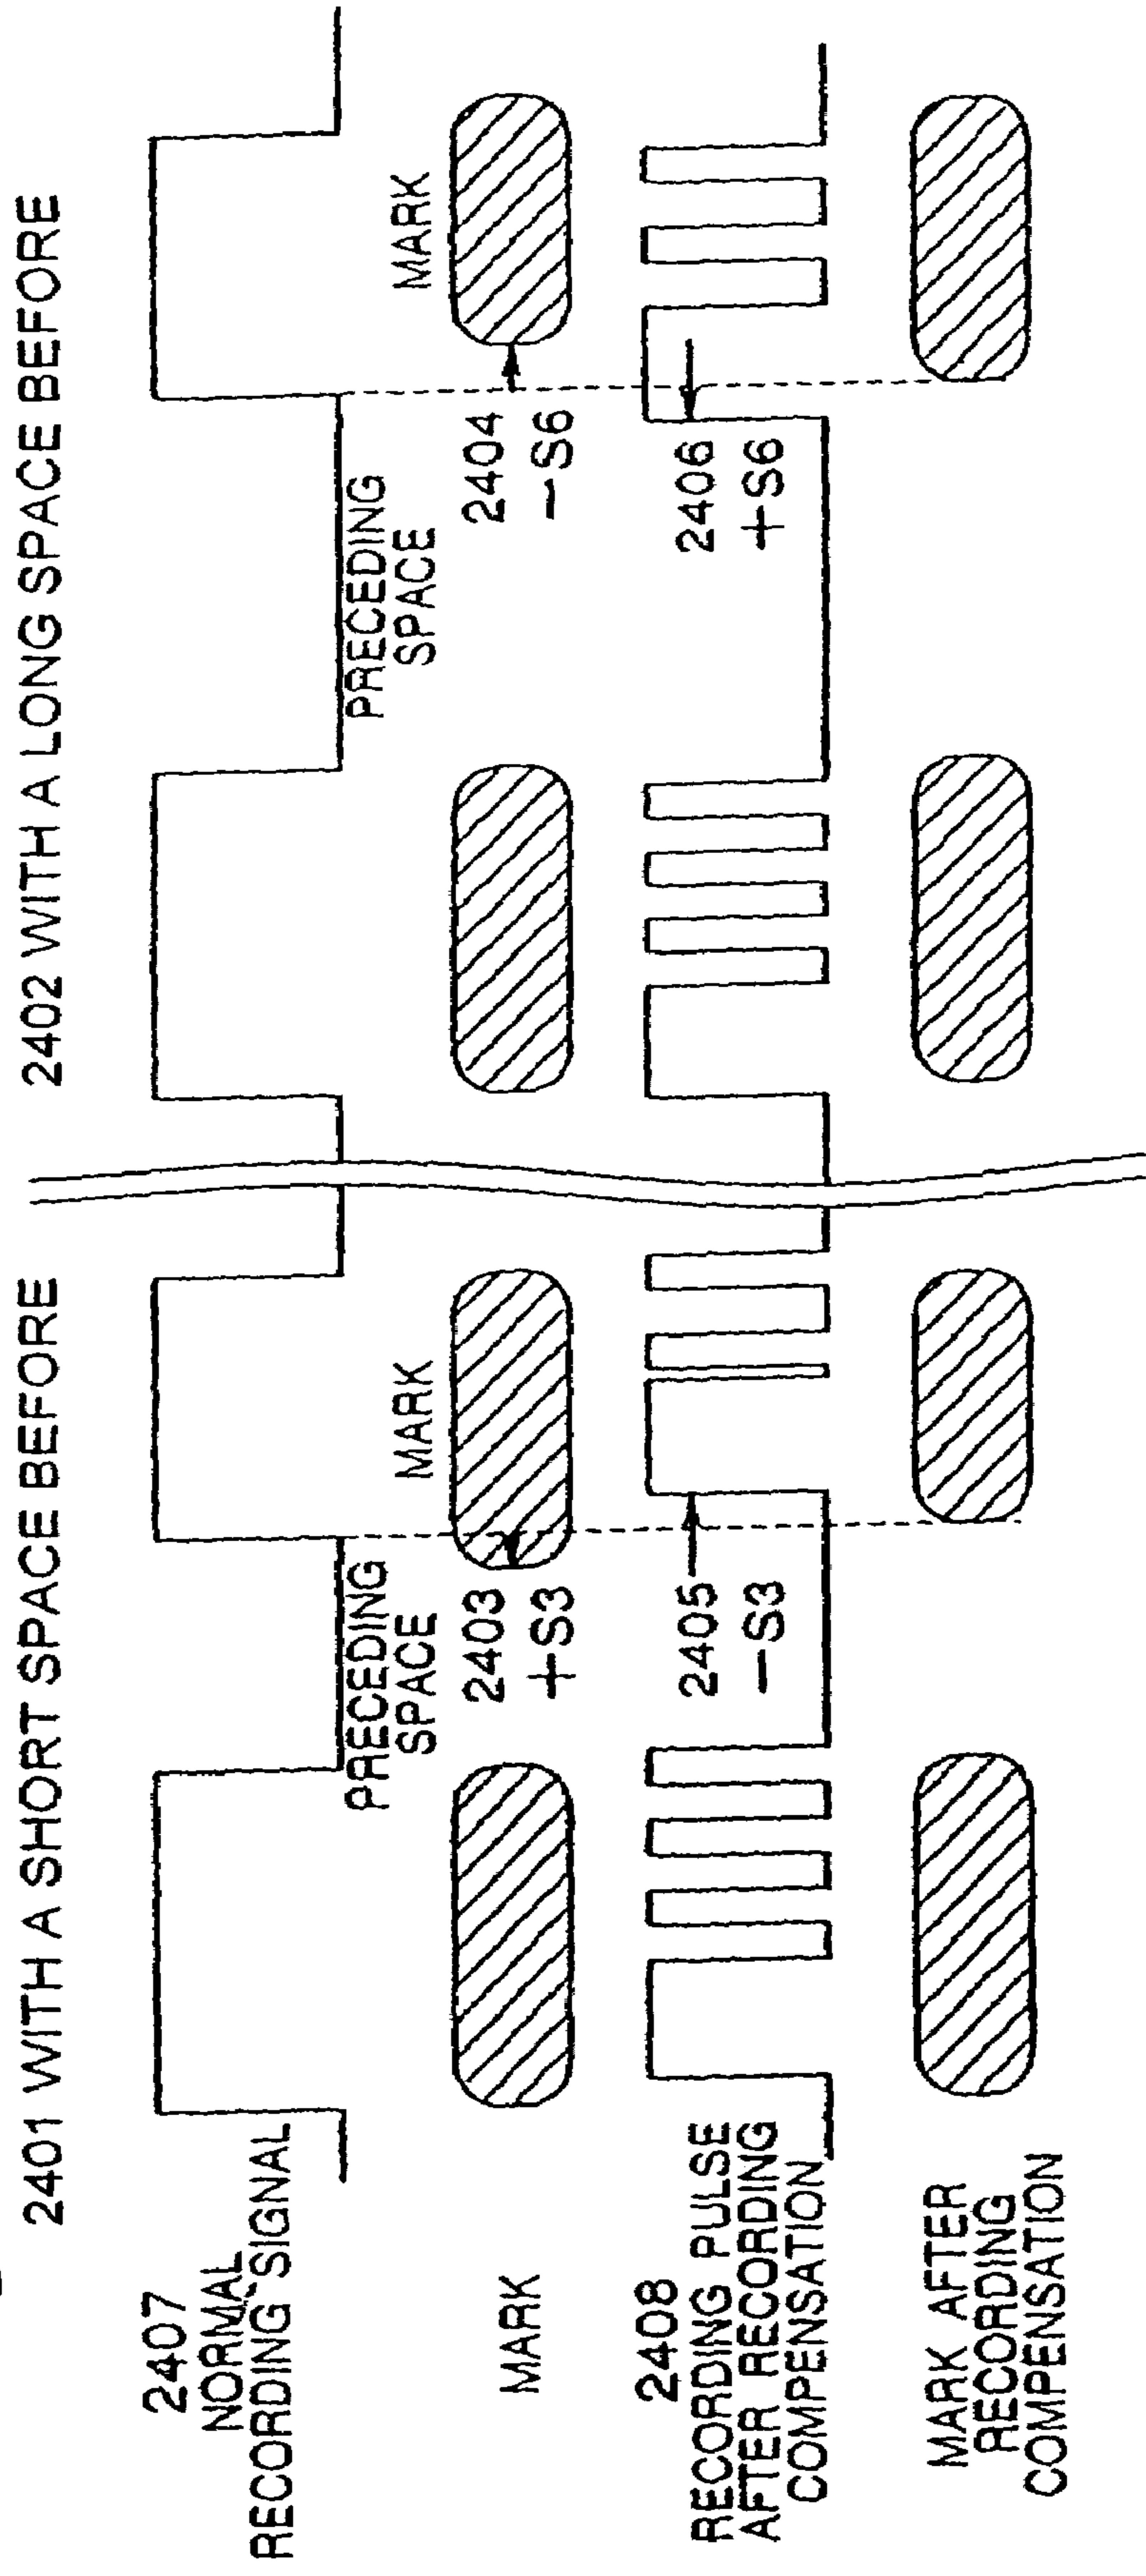 2401 WITH A SHORT SPACE BEFORE
2402 WITH A LONG SPACE BEFORE
2407
NORMAL
RECORDING SIGNAL
PRECEDING
SPACE
PRECEDING
SPACE
MARK
MARK
MARK
2403
+S3
2404
-S6
2408
RECORDING PULSE
AFTER RECORDING
COMPENSATION
2405
-S3
2406
+S6
MARK AFTER
RECORDING
COMPENSATION